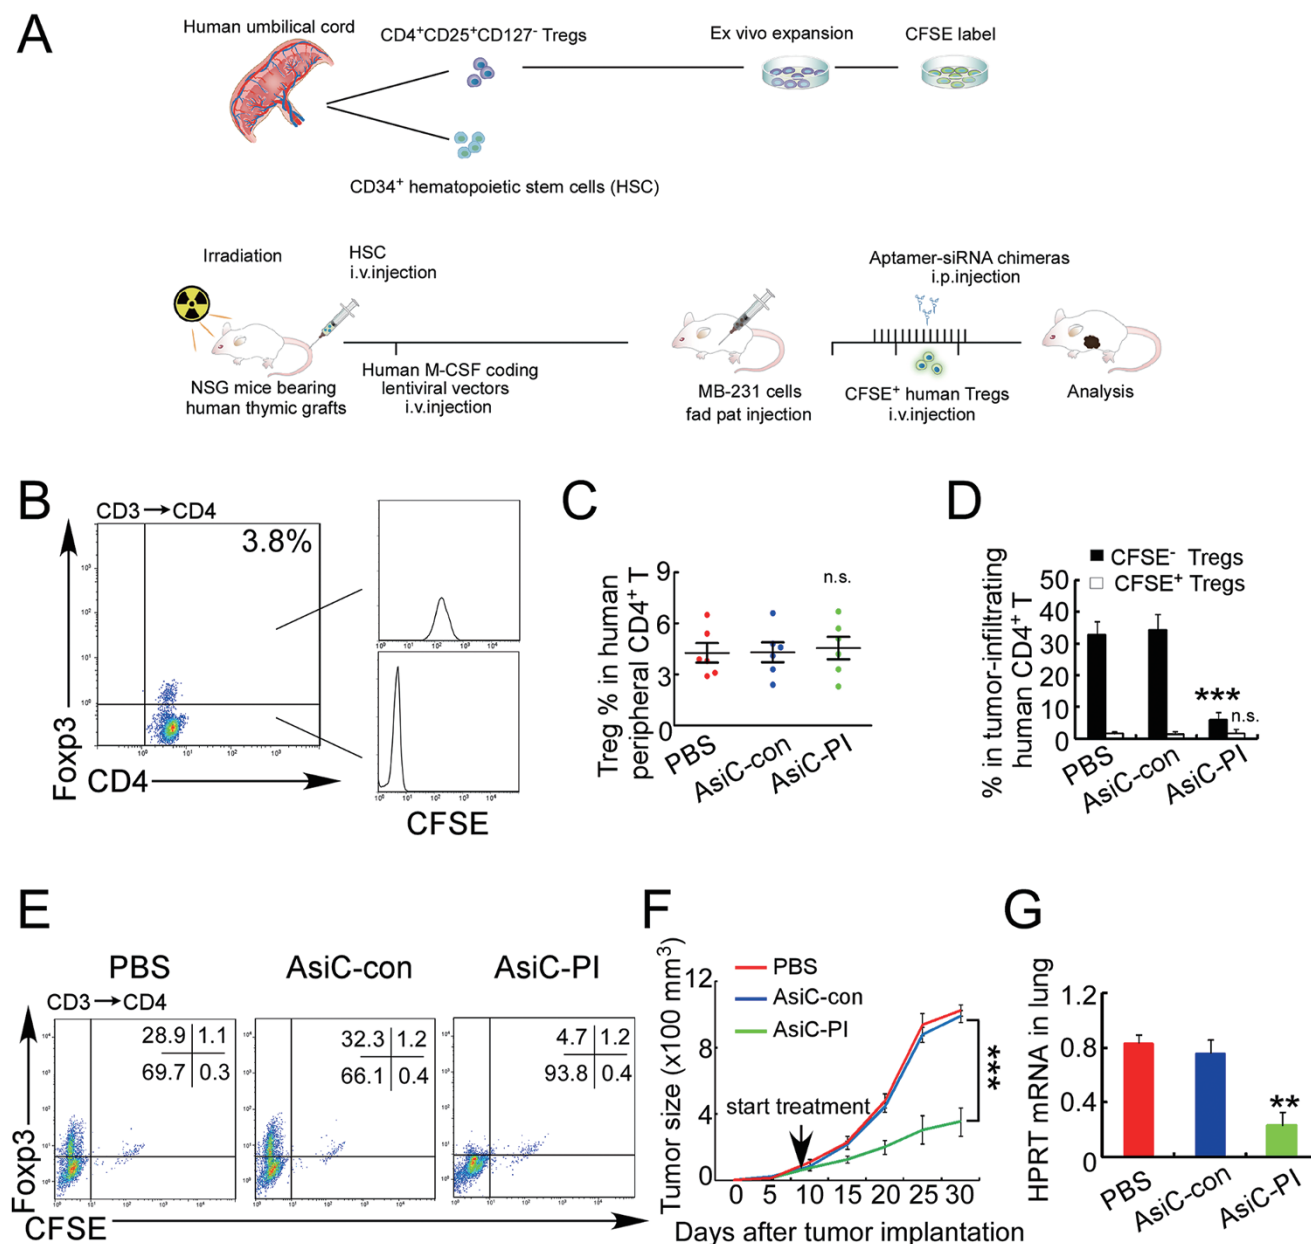 A
Human umbilical cord
CD4⁺CD25⁺CD127⁻ Tregs
Ex vivo expansion
CFSE label
CD34⁺ hematopoietic stem cells (HSC)
Irradiation
HSC
i.v.injection
Aptamer-siRNA chimeras
i.p.injection
NSG mice bearing
human thymic grafts
Human M-CSF coding
lentiviral vectors
i.v.injection
MB-231 cells
fad pat injection
CFSE⁺ human Tregs
i.v.injection
Analysis
B
CD3→CD4
3.8%
Foxp3
CD4
CFSE
C
Treg % in human
peripheral CD4⁺ T
9
6
3
0
n.s.
PBS
AsiC-con
AsiC-PI
D
CFSE⁻ Tregs
CFSE⁺ Tregs
% in tumor-infiltrating
human CD4⁺ T
50
40
30
20
10
0
***
n.s.
PBS
AsiC-con
AsiC-PI
E
PBS
AsiC-con
AsiC-PI
CD3→CD4
28.9 1.1
69.7 0.3
32.3 1.2
66.1 0.4
4.7 1.2
93.8 0.4
Foxp3
CFSE
F
Tumor size (x100 mm³)
12
8
4
0
PBS
AsiC-con
AsiC-PI
start treatment
***
0 5 10 15 20 25 30
Days after tumor implantation
G
HPRT mRNA in lung
1.2
0.8
0.4
0
**
PBS
AsiC-con
AsiC-PI